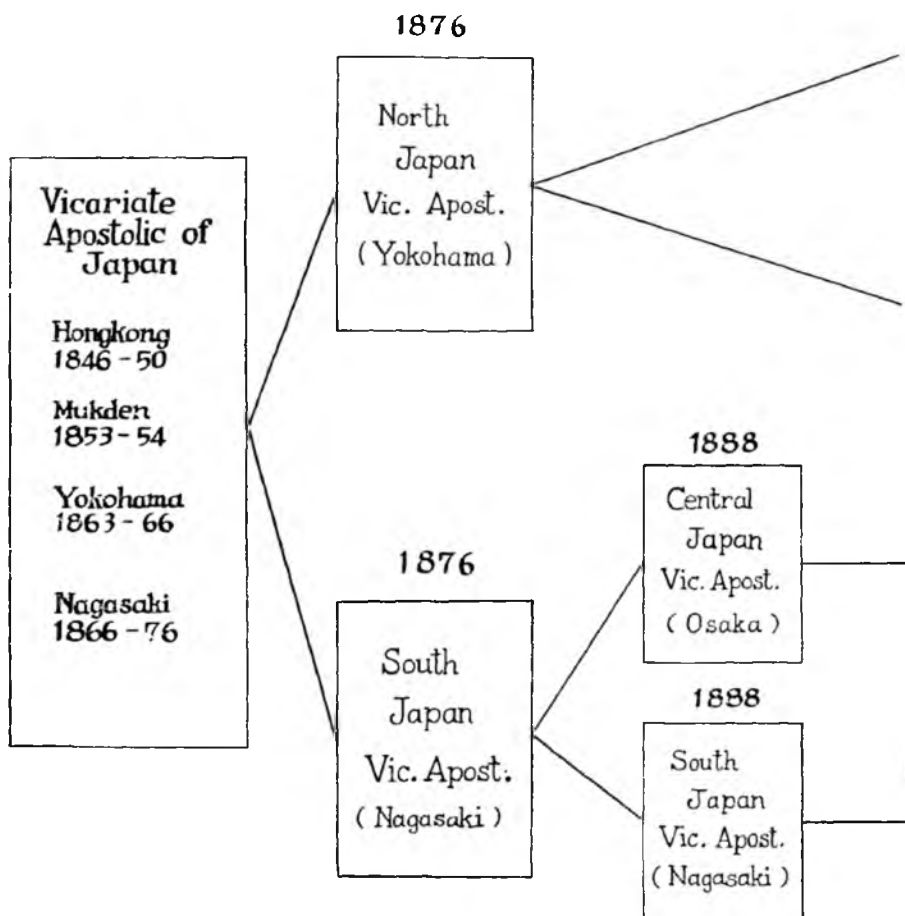 Vicariate
Apostolic of
Japan
Hongkong
1846 - 50
Mukden
1853 - 54
Yokohama
1863 - 66
Nagasaki
1866 - 76
1876
North
Japan
Vic. Apost.
(Yokohama)
1876
South
Japan
Vic. Apost.
(Nagasaki)
1888
Central
Japan
Vic. Apost.
(Osaka)
1888
South
Japan
Vic. Apost.
(Nagasaki)